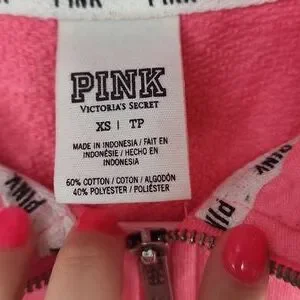 PINK PINK
PINK
VICTORIA'S SECRET
XS | TP
MADE IN INDONESIA / FAIT EN
INDONÉSIE / HECHO EN
INDONESIA
60% COTTON / COTON / ALGODÓN
40% POLYESTER / POLIÉSTER
PINK